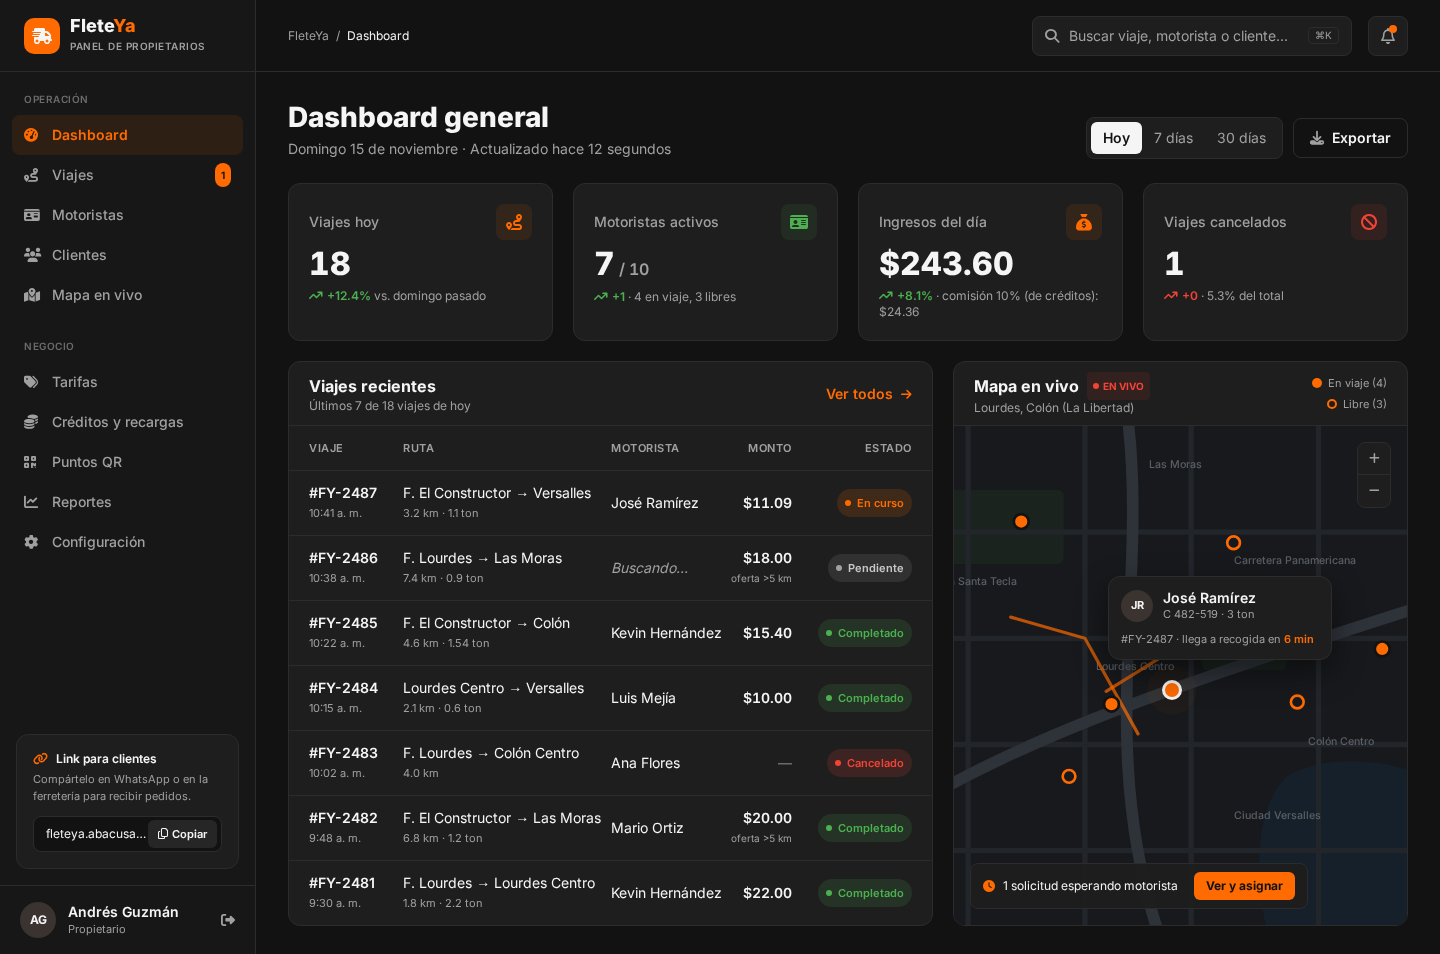 FleteYa
PANEL DE PROPIETARIOS
FleteYa / Dashboard
Buscar viaje, motorista o cliente... ⌘K
OPERACIÓN
Dashboard
Viajes 1
Motoristas
Clientes
Mapa en vivo
NEGOCIO
Tarifas
Créditos y recargas
Puntos QR
Reportes
Configuración
Link para clientes
Compártelo en WhatsApp o en la
ferretería para recibir pedidos.
fleteya.abacusa... Copiar
AG Andrés Guzmán
Propietario
Dashboard general
Domingo 15 de noviembre · Actualizado hace 12 segundos
Hoy 7 días 30 días Exportar
Viajes hoy
18
+12.4% vs. domingo pasado
Motoristas activos
7 / 10
+1 · 4 en viaje, 3 libres
Ingresos del día
$243.60
+8.1% · comisión 10% (de créditos):
$24.36
Viajes cancelados
1
+0 · 5.3% del total
Viajes recientes
Últimos 7 de 18 viajes de hoy
Ver todos →
VIAJE RUTA MOTORISTA MONTO ESTADO
#FY-2487 F. El Constructor → Versalles José Ramírez $11.09 En curso
10:41 a. m. 3.2 km · 1.1 ton
#FY-2486 F. Lourdes → Las Moras Buscando... $18.00 Pendiente
10:38 a. m. 7.4 km · 0.9 ton oferta >5 km
#FY-2485 F. El Constructor → Colón Kevin Hernández $15.40 Completado
10:22 a. m. 4.6 km · 1.54 ton
#FY-2484 Lourdes Centro → Versalles Luis Mejía $10.00 Completado
10:15 a. m. 2.1 km · 0.6 ton
#FY-2483 F. Lourdes → Colón Centro Ana Flores — Cancelado
10:02 a. m. 4.0 km
#FY-2482 F. El Constructor → Las Moras Mario Ortiz $20.00 Completado
9:48 a. m. 6.8 km · 1.2 ton oferta >5 km
#FY-2481 F. Lourdes → Lourdes Centro Kevin Hernández $22.00 Completado
9:30 a. m. 1.8 km · 2.2 ton
Mapa en vivo EN VIVO
Lourdes, Colón (La Libertad)
En viaje (4)
Libre (3)
Las Moras
+
−
Carretera Panamericana
Santa Tecla
JR José Ramírez
C 482-519 · 3 ton
#FY-2487 · llega a recogida en 6 min
Lourdes Centro
Colón Centro
Ciudad Versalles
1 solicitud esperando motorista Ver y asignar